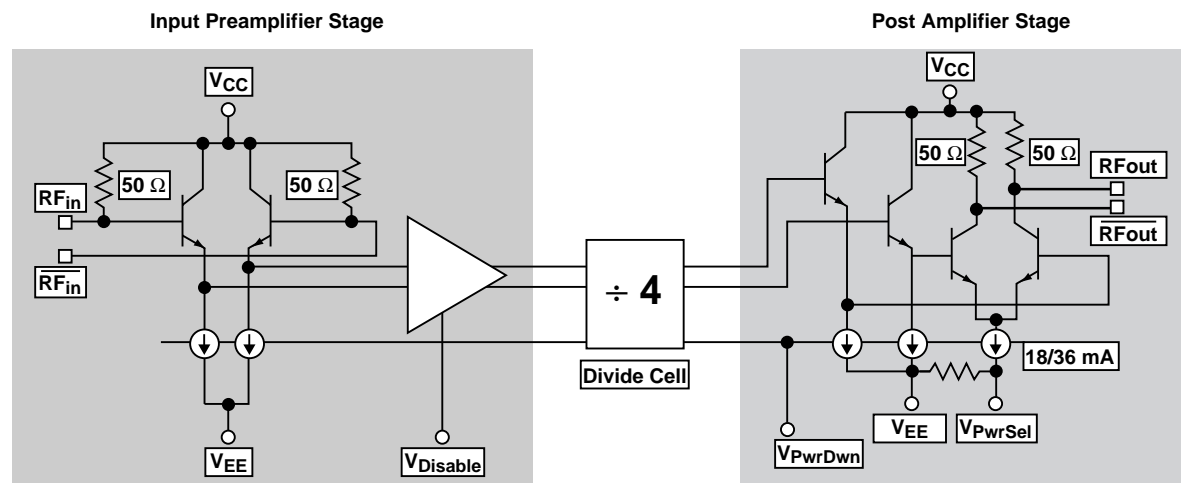 Input Preamplifier Stage
Post Amplifier Stage
VCC
50 Ω
50 Ω
RFin
RFin
VEE
VDisable
÷ 4
Divide Cell
VCC
50 Ω
50 Ω
RFout
RFout
18/36 mA
VEE
VPwrSel
VPwrDwn